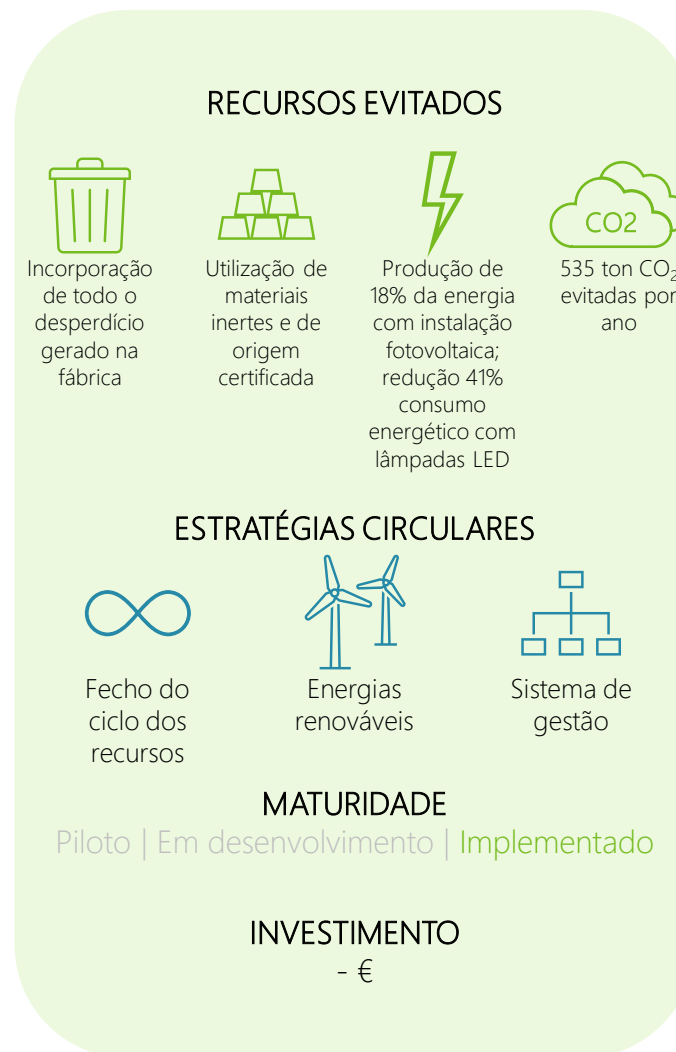 RECURSOS EVITADOS
CO2
Incorporação
de todo o
desperdício
gerado na
fábrica
Utilização de
materiais
inertes e de
origem
certificada
Produção de
18% da energia
com instalação
fotovoltaica;
redução 41%
consumo
energético com
lâmpadas LED
535 ton CO₂
evitadas por
ano
ESTRATÉGIAS CIRCULARES
Fecho do
ciclo dos
recursos
Energias
renováveis
Sistema de
gestão
MATURIDADE
Piloto | Em desenvolvimento | Implementado
INVESTIMENTO
- €